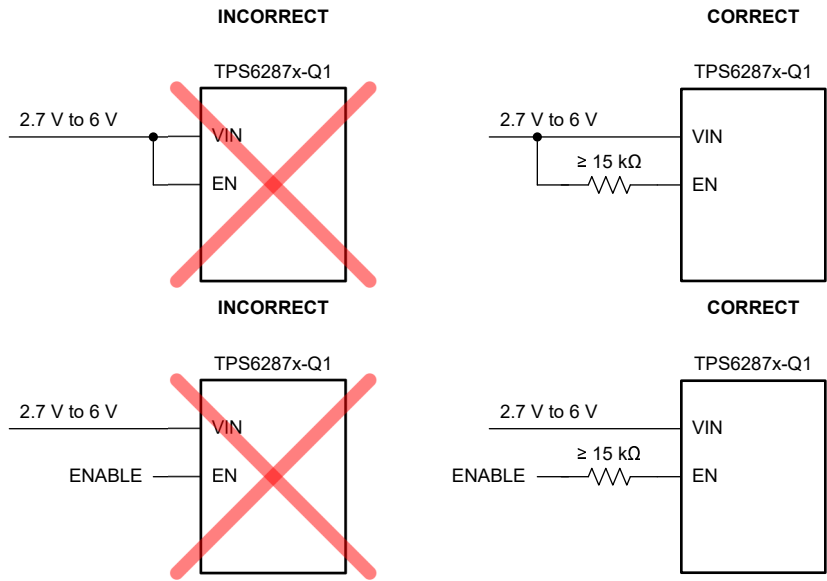 INCORRECT
CORRECT
TPS6287x-Q1
TPS6287x-Q1
2.7 V to 6 V
VIN
EN
2.7 V to 6 V
≥ 15 kΩ
VIN
EN
INCORRECT
CORRECT
TPS6287x-Q1
TPS6287x-Q1
2.7 V to 6 V
VIN
ENABLE
EN
2.7 V to 6 V
VIN
≥ 15 kΩ
ENABLE
EN